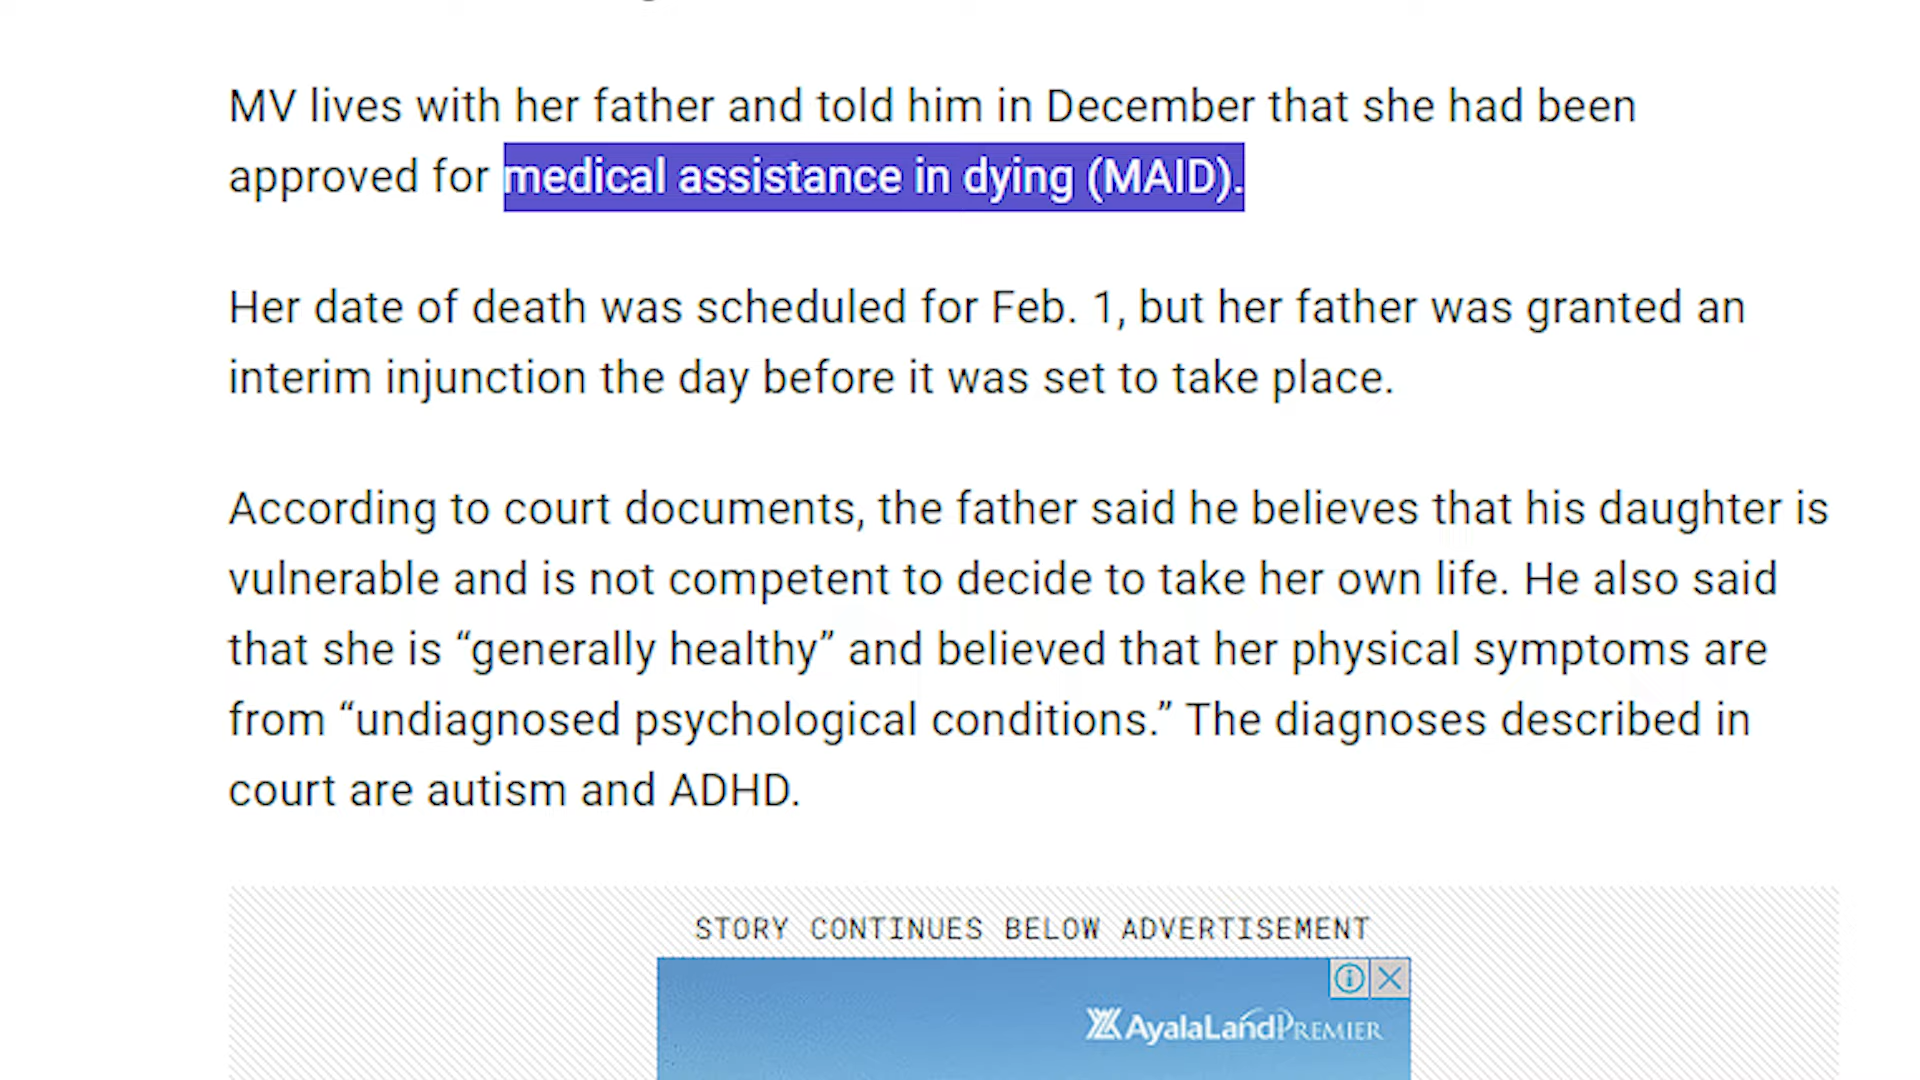 MV lives with her father and told him in December that she had been
approved for medical assistance in dying (MAID).
Her date of death was scheduled for Feb. 1, but her father was granted an
interim injunction the day before it was set to take place.
According to court documents, the father said he believes that his daughter is
vulnerable and is not competent to decide to take her own life. He also said
that she is “generally healthy” and believed that her physical symptoms are
from “undiagnosed psychological conditions.” The diagnoses described in
court are autism and ADHD.
STORY CONTINUES BELOW ADVERTISEMENT
AyalaLandPREMIER